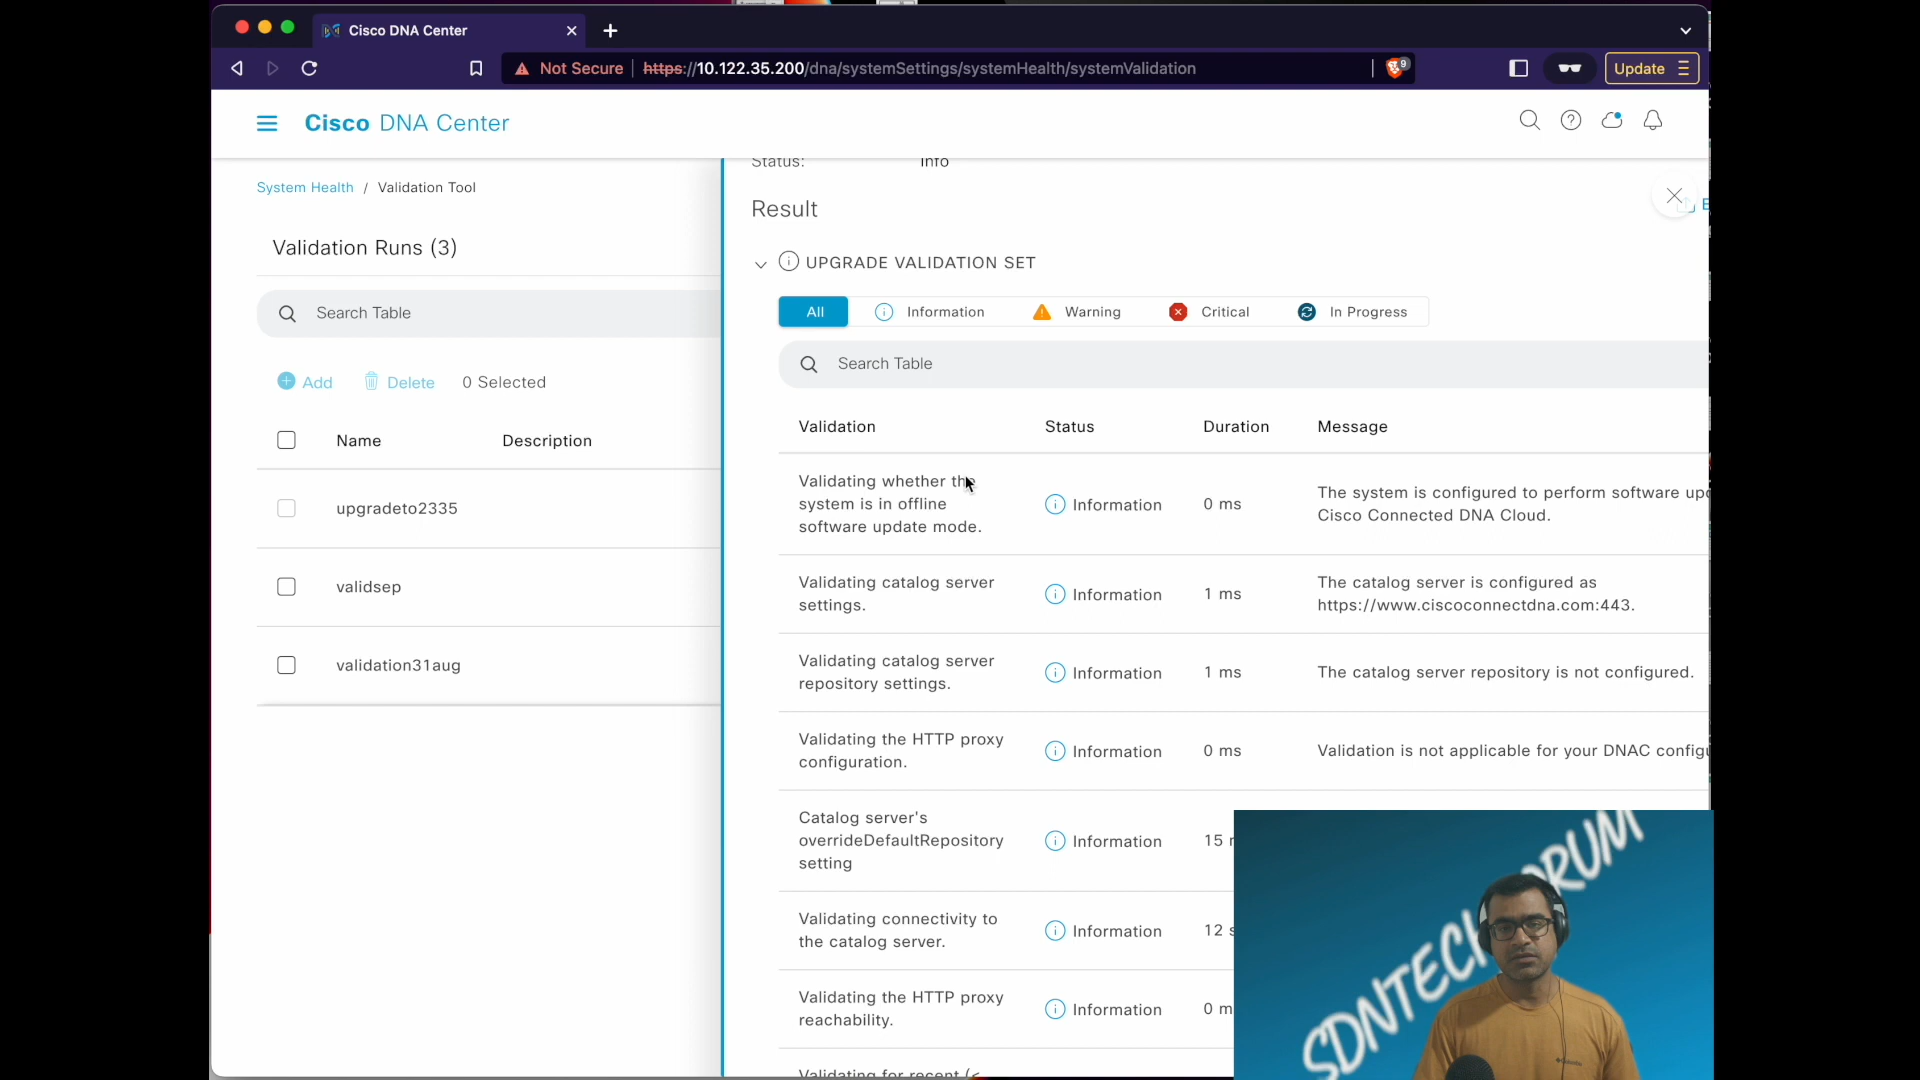 Cisco DNA Center
Not Secure
https://10.122.35.200/dna/systemSettings/systemHealth/systemValidation
9
Update
Cisco DNA Center
System Health / Validation Tool
Validation Runs (3)
Search Table
Add
Delete
0 Selected
Name
Description
upgradeto2335
validsep
validation31aug
Status:
Info
Result
UPGRADE VALIDATION SET
All
Information
Warning
Critical
In Progress
Search Table
Validation
Status
Duration
Message
Validating whether the
system is in offline
software update mode.
Information
0 ms
The system is configured to perform software
Cisco Connected DNA Cloud.
Validating catalog server
settings.
Information
1 ms
The catalog server is configured as
https://www.ciscoconnectdna.com:443.
Validating catalog server
repository settings.
Information
1 ms
The catalog server repository is not configured.
Validating the HTTP proxy
configuration.
Information
0 ms
Validation is not applicable for your DNAC
Catalog server's
overrideDefaultRepository
setting
Information
15
Validating connectivity to
the catalog server.
Information
12
Validating the HTTP proxy
reachability.
Information
0
Validating for recent (<